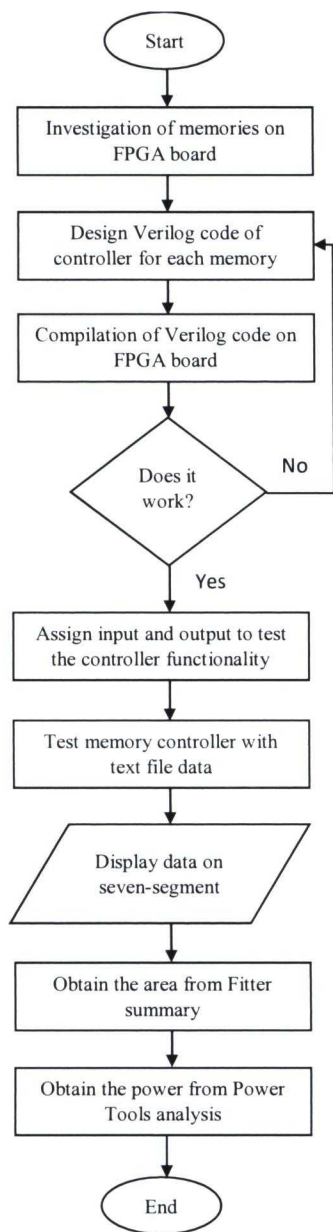 Start
Investigation of memories on
FPGA board
Design Verilog code of
controller for each memory
Compilation of Verilog code on
FPGA board
Does it
work?
No
Yes
Assign input and output to test
the controller functionality
Test memory controller with
text file data
Display data on
seven-segment
Obtain the area from Fitter
summary
Obtain the power from Power
Tools analysis
End